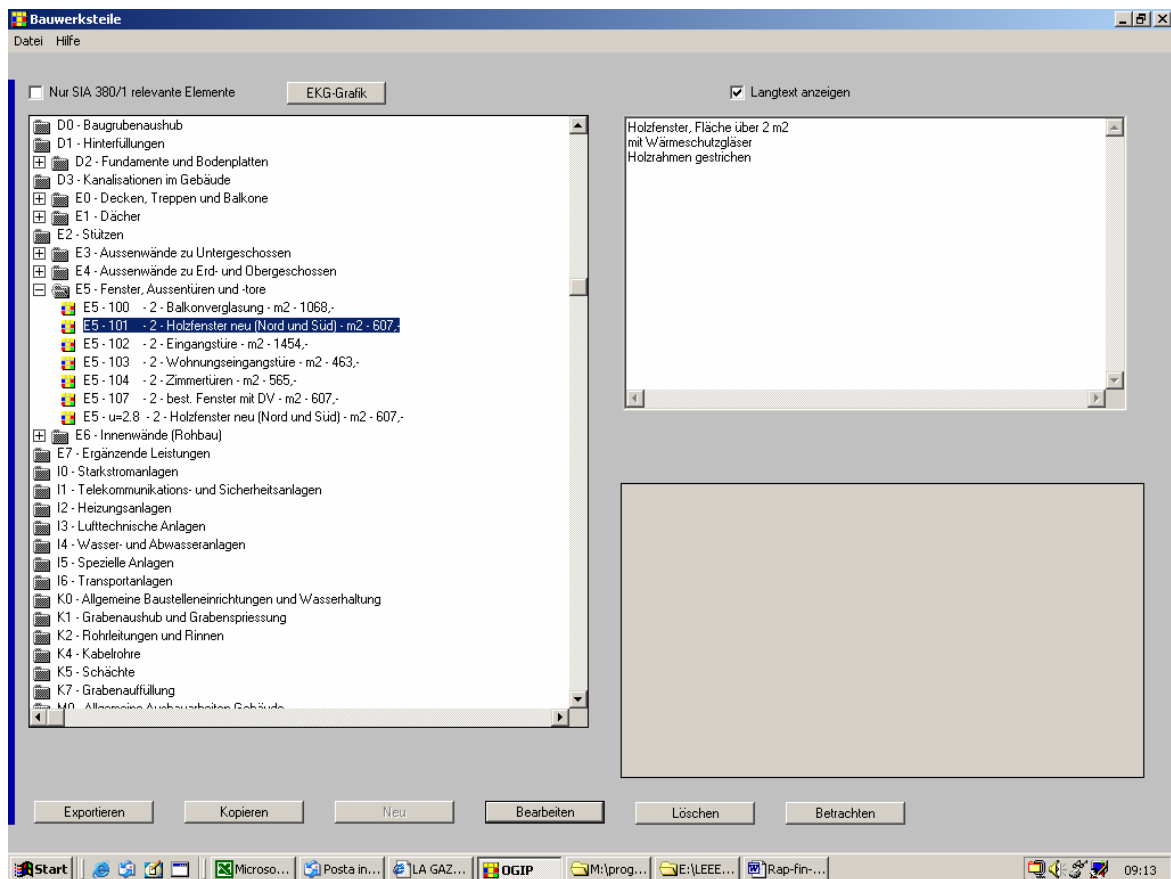 Bauwerksteile
Datei Hilfe
Nur SIA 380/1 relevante Elemente
EKG-Grafik
Langtext anzeigen
D0 - Baugrubenaushub
D1 - Hinterfüllungen
D2 - Fundamente und Bodenplatten
D3 - Kanalisationen im Gebäude
E0 - Decken, Treppen und Balkone
E1 - Dächer
E2 - Stützen
E3 - Aussenwände zu Untergeschossen
E4 - Aussenwände zu Erd- und Obergeschossen
E5 - Fenster, Aussentüren und -tore
E5 - 100 - 2 - Balkonverglasung - m2 - 1068,-
E5 - 101 - 2 - Holzfenster neu (Nord und Süd) - m2 - 607,-
E5 - 102 - 2 - Eingangstüre - m2 - 1454,-
E5 - 103 - 2 - Wohnungseingangstüre - m2 - 463,-
E5 - 104 - 2 - Zimmertüren - m2 - 565,-
E5 - 107 - 2 - best. Fenster mit DV - m2 - 607,-
E5 - u=2.8 - 2 - Holzfenster neu (Nord und Süd) - m2 - 607,-
E6 - Innenwände (Rohbau)
E7 - Ergänzende Leistungen
I0 - Starkstromanlagen
I1 - Telekommunikations- und Sicherheitsanlagen
I2 - Heizungsanlagen
I3 - Lufttechnische Anlagen
I4 - Wasser- und Abwasseranlagen
I5 - Spezielle Anlagen
I6 - Transportanlagen
K0 - Allgemeine Baustelleneinrichtungen und Wasserhaltung
K1 - Grabenaushub und Grabenspriessung
K2 - Rohrleitungen und Rinnen
K4 - Kabelrohre
K5 - Schächte
K7 - Grabenauffüllung
M0 - Allgemeine Ausbauarbeiten Gebäude
Holzfenster, Fläche über 2 m2
mit Wärmeschutzgläser
Holzrahmen gestrichen
Exportieren Kopieren Neu Bearbeiten Löschen Betrachten
Start Microso... Posta in... LA GAZ... OGIP M:\prog... E:\LEEE... Rap-fin-... 09:13